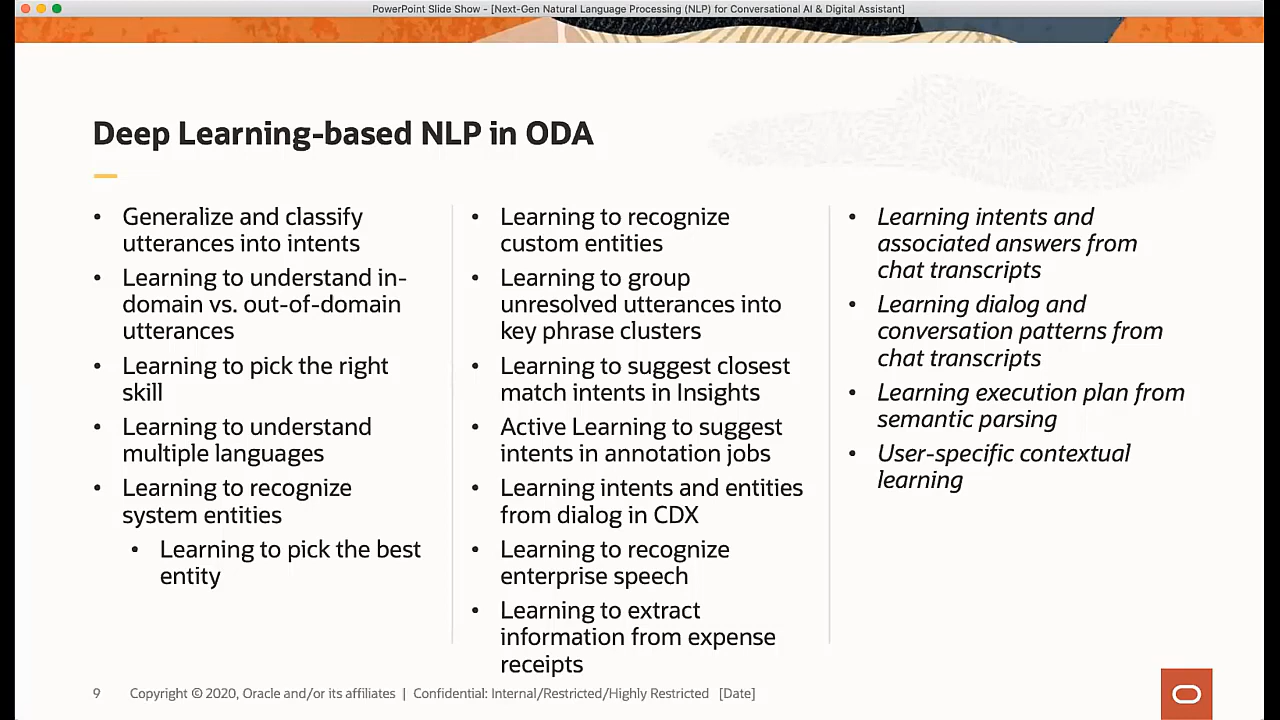 PowerPoint Slide Show - [Next-Gen Natural Language Processing (NLP) for Conversational AI & Digital Assistant]
Deep Learning-based NLP in ODA
• Generalize and classify
utterances into intents
• Learning to understand in-
domain vs. out-of-domain
utterances
• Learning to pick the right
skill
• Learning to understand
multiple languages
• Learning to recognize
system entities
• Learning to pick the best
entity
• Learning to recognize
custom entities
• Learning to group
unresolved utterances into
key phrase clusters
• Learning to suggest closest
match intents in Insights
• Active Learning to suggest
intents in annotation jobs
• Learning intents and entities
from dialog in CDX
• Learning to recognize
enterprise speech
• Learning to extract
information from expense
receipts
• Learning intents and
associated answers from
chat transcripts
• Learning dialog and
conversation patterns from
chat transcripts
• Learning execution plan from
semantic parsing
• User-specific contextual
learning
9 Copyright © 2020, Oracle and/or its affiliates | Confidential: Internal/Restricted/Highly Restricted [Date]